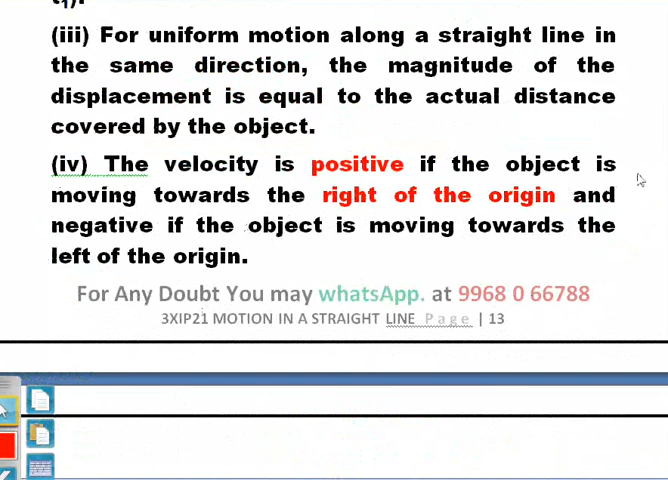 (iii) For uniform motion along a straight line in
the same direction, the magnitude of the
displacement is equal to the actual distance
covered by the object.
(iv) The velocity is positive if the object is
moving towards the right of the origin and
negative if the object is moving towards the
left of the origin.
For Any Doubt You may whatsApp. at 9968 0 66788
3XIP21 MOTION IN A STRAIGHT LINE Page | 13